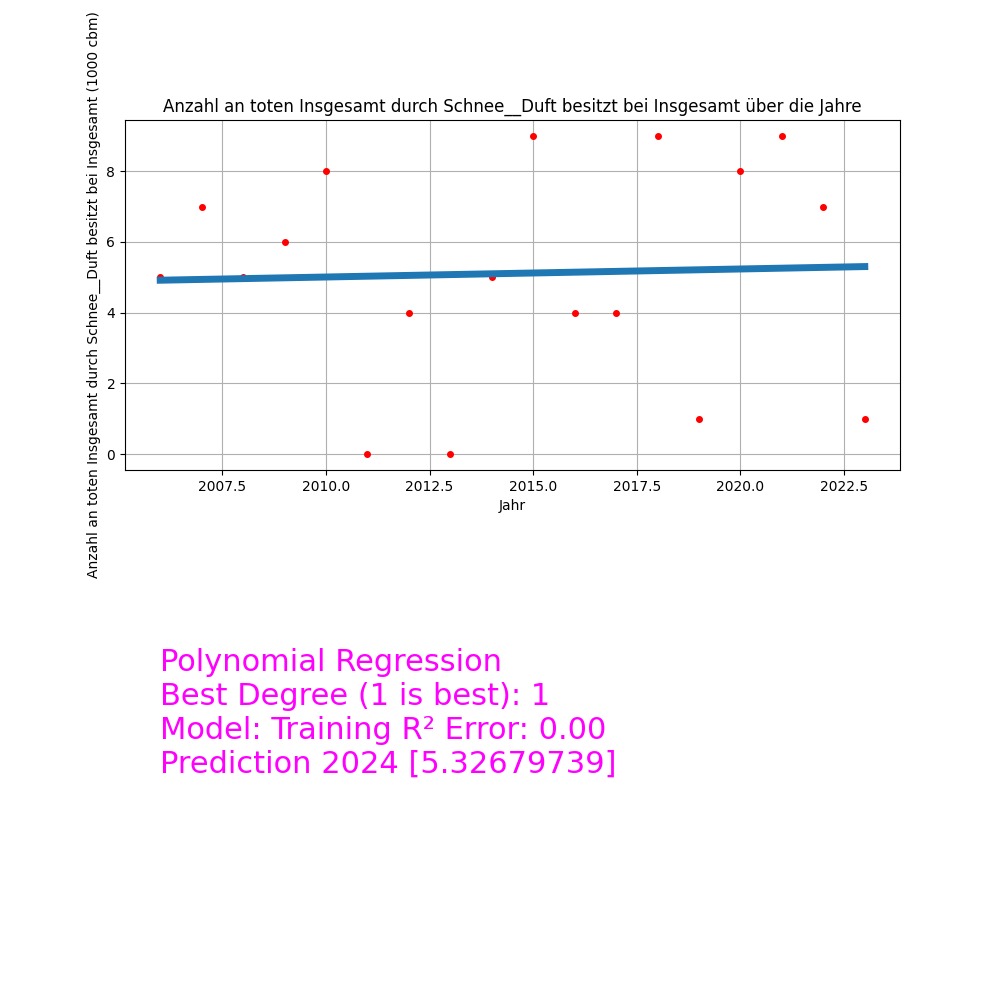 Anzahl an toten Insgesamt durch Schnee__Duft besitzt bei Insgesamt über die Jahre
Anzahl an toten Insgesamt durch Schnee__Duft besitzt bei Insgesamt (1000 cbm)
8
6
4
2
0
2007.5 2010.0 2012.5 2015.0 2017.5 2020.0 2022.5
Jahr
Polynomial Regression
Best Degree (1 is best): 1
Model: Training R² Error: 0.00
Prediction 2024 [5.32679739]